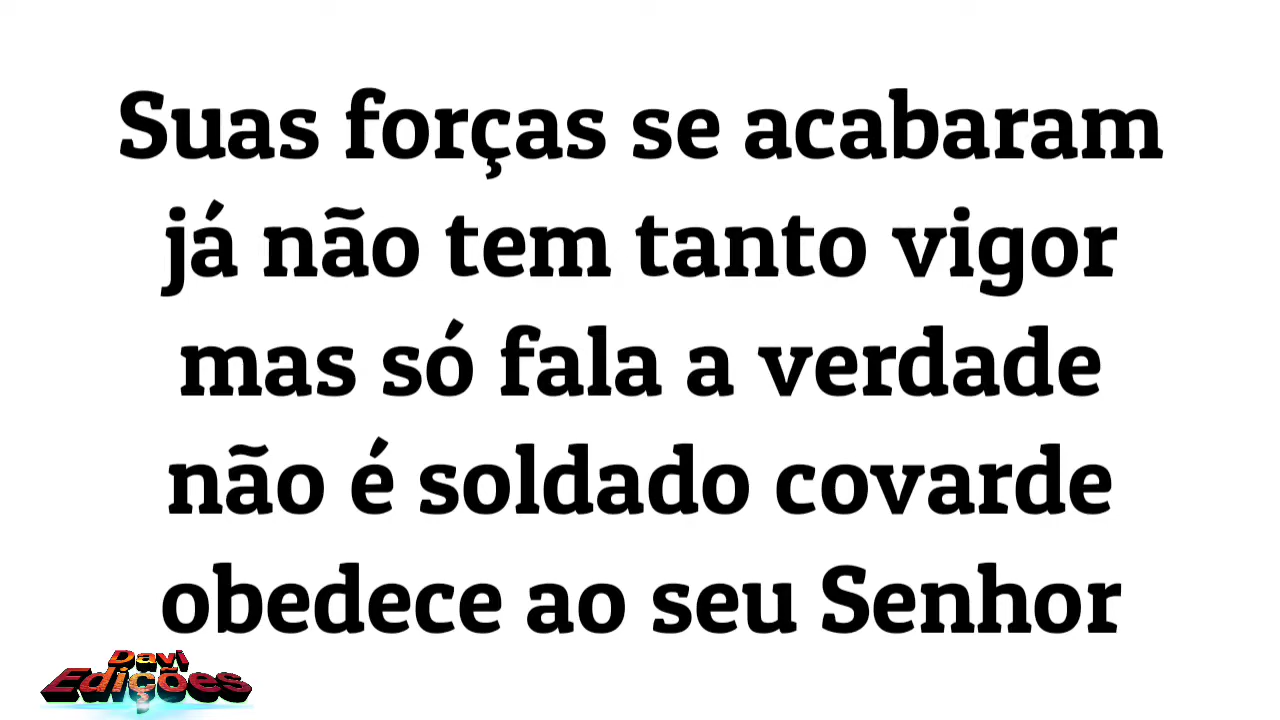 Suas forças se acabaram
já não tem tanto vigor
mas só fala a verdade
não é soldado covarde
obedece ao seu Senhor
Davi
Edições